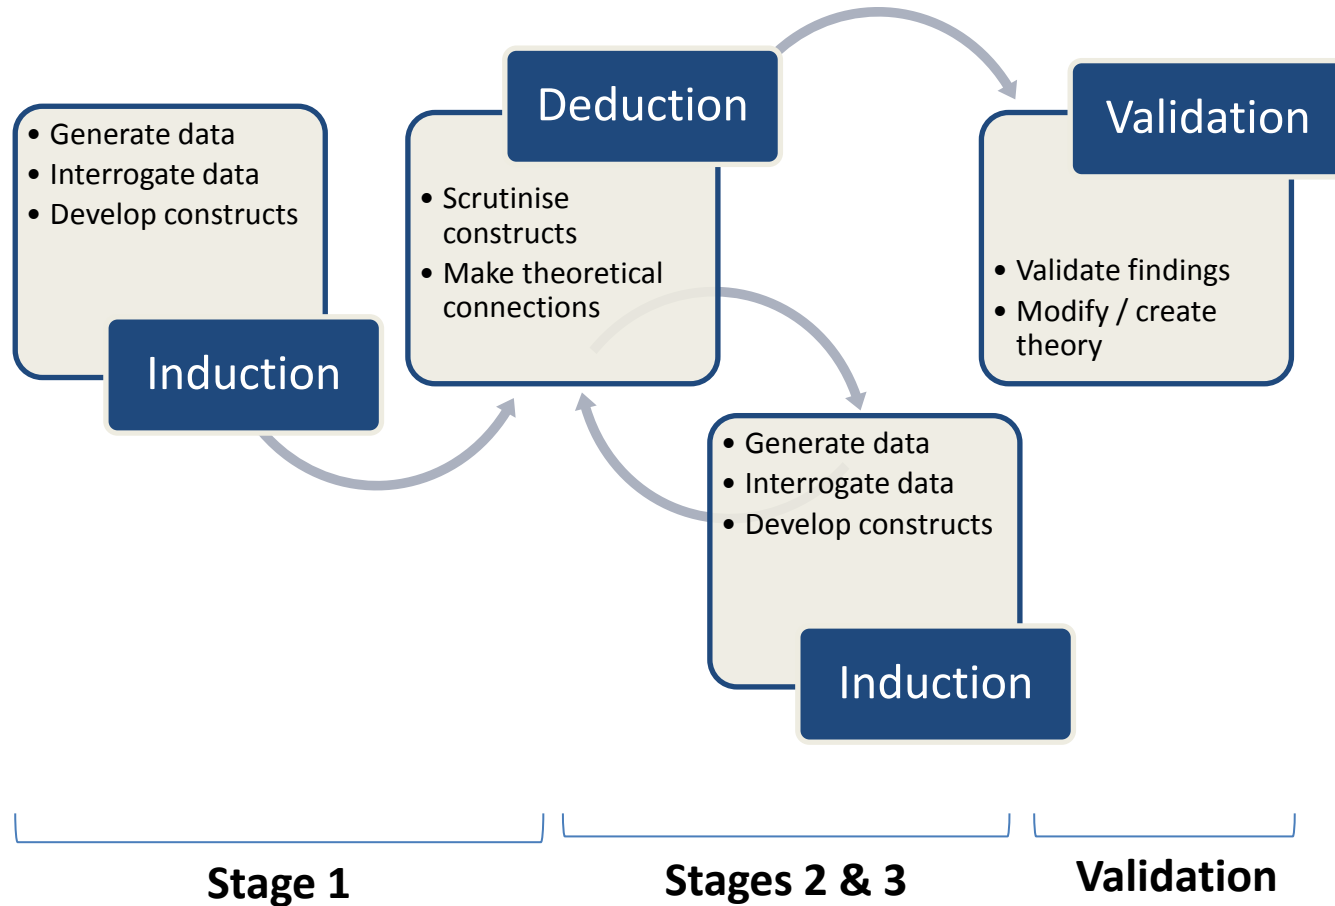 • Generate data
• Interrogate data
• Develop constructs
Induction
Deduction
• Scrutinise
constructs
• Make theoretical
connections
• Generate data
• Interrogate data
• Develop constructs
Induction
Validation
• Validate findings
• Modify / create
theory
Stage 1
Stages 2 & 3
Validation